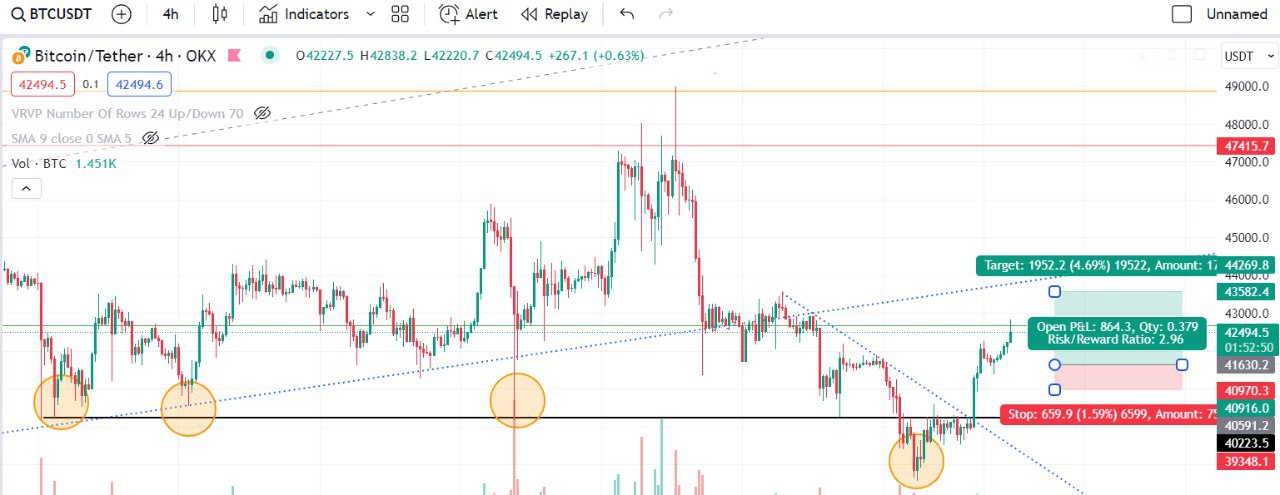 BTCUSDT 4h Indicators Alert Replay Unnamed
Bitcoin/Tether · 4h · OKX O42227.5 H42838.2 L42220.7 C42494.5 +267.1 (+0.63%) USDT
42494.5 0.1 42494.6
VRVP Number Of Rows 24 Up/Down 70
SMA 9 close 0 SMA 5
Vol · BTC 1.451K
49000.0
48000.0
47415.7
47000.0
46000.0
45000.0
Target: 1952.2 (4.69%) 19522, Amount: 17
44269.8
44000.0
43582.4
43000.0
Open P&L: 864.3, Qty: 0.379
Risk/Reward Ratio: 2.96
42494.5
01:52:50
41630.2
40970.3
40916.0
Stop: 659.9 (1.59%) 6599, Amount: 75
40591.2
40223.5
39348.1